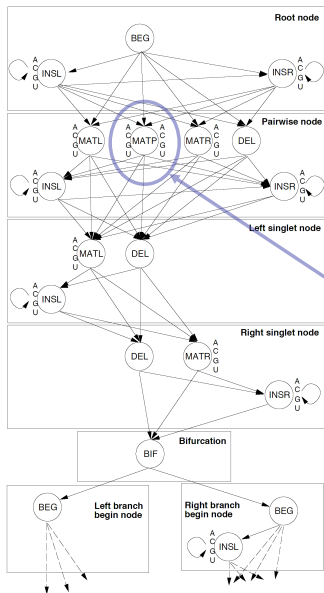 Root node
BEG
A
C
G
U
INSL
INSR
A
C
G
U
Pairwise node
A
C
G
U
MATL
A
C
G
U
MATP
A
C
G
U
MATR
A
C
G
U
DEL
A
C
G
U
INSL
INSR
A
C
G
U
Left singlet node
A
C
G
U
MATL
DEL
A
C
G
U
INSL
Right singlet node
DEL
MATR
A
C
G
U
INSR
A
C
G
U
Bifurcation
BIF
Left branch
begin node
BEG
Right branch
begin node
BEG
A
C
G
U
INSL